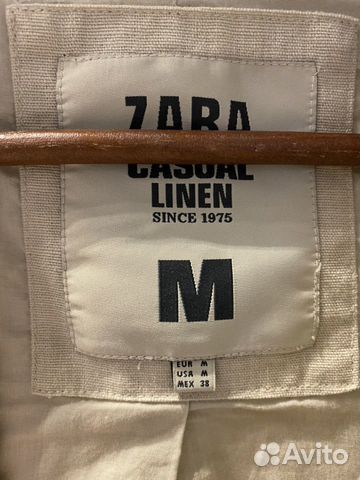 ZARA
CASUAL
LINEN
SINCE 1975
M
EUR M
USA M
MEX 38
Avito